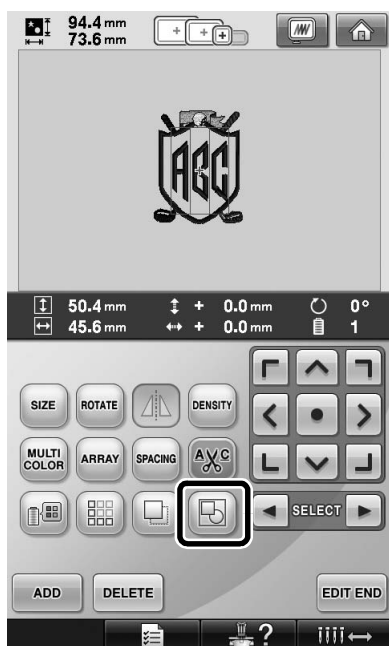 94.4 mm
73.6 mm
ABC
50.4 mm + 0.0 mm 0°
45.6 mm + 0.0 mm 1
SIZE ROTATE DENSITY
MULTI COLOR ARRAY SPACING A C
SELECT
ADD DELETE EDIT END
?